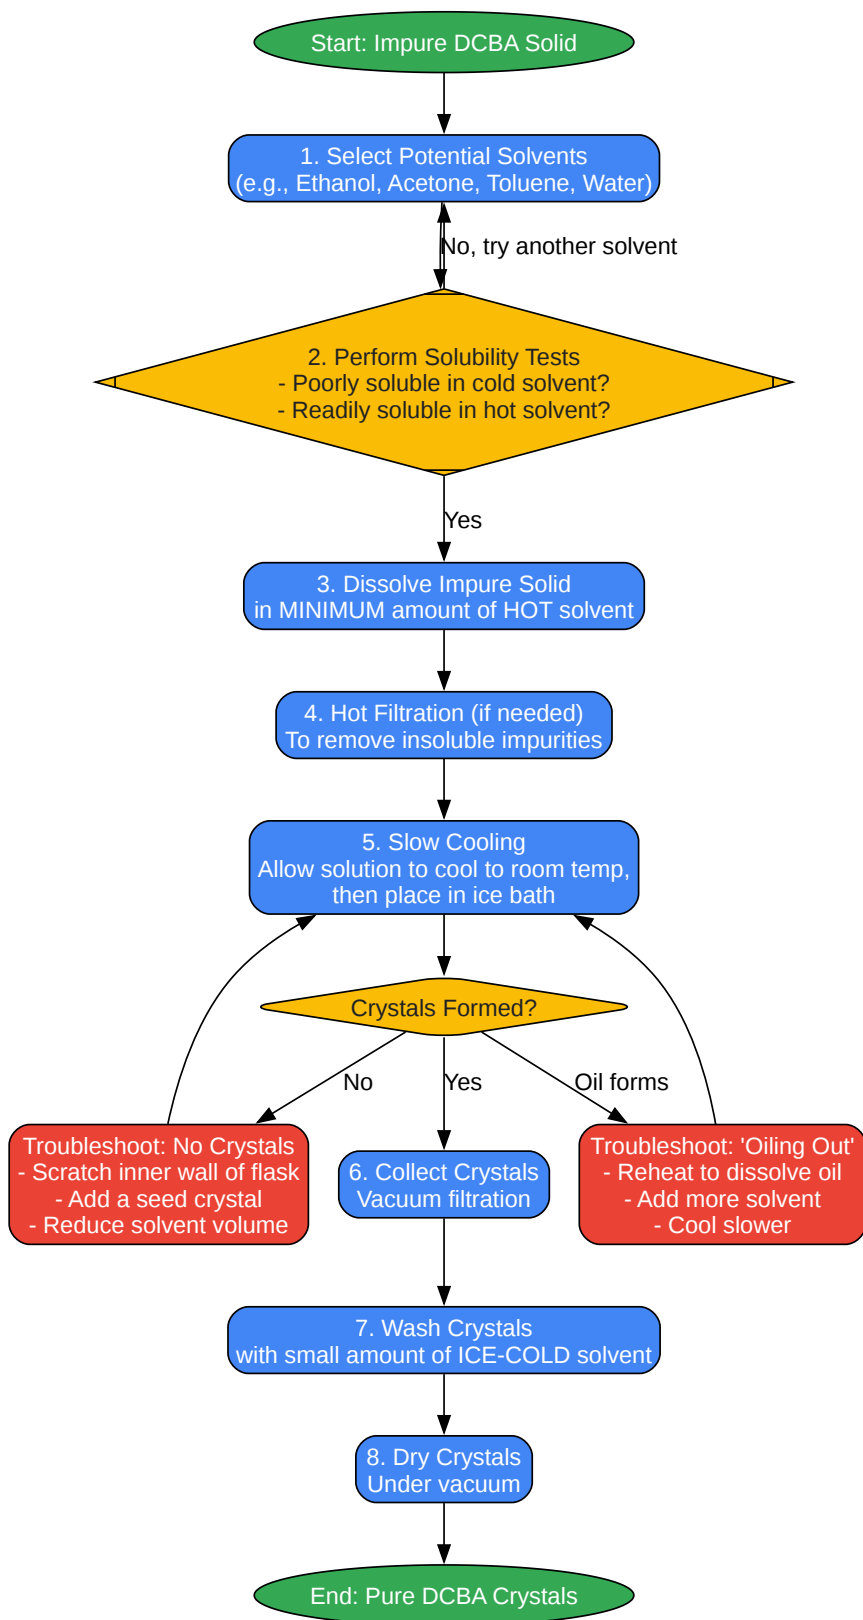 Start: Impure DCBA Solid
1. Select Potential Solvents
(e.g., Ethanol, Acetone, Toluene, Water)
No, try another solvent
2. Perform Solubility Tests
- Poorly soluble in cold solvent?
- Readily soluble in hot solvent?
Yes
3. Dissolve Impure Solid
in MINIMUM amount of HOT solvent
4. Hot Filtration (if needed)
To remove insoluble impurities
5. Slow Cooling
Allow solution to cool to room temp,
then place in ice bath
Crystals Formed?
No
Yes
Oil forms
Troubleshoot: No Crystals
- Scratch inner wall of flask
- Add a seed crystal
- Reduce solvent volume
6. Collect Crystals
Vacuum filtration
Troubleshoot: 'Oiling Out'
- Reheat to dissolve oil
- Add more solvent
- Cool slower
7. Wash Crystals
with small amount of ICE-COLD solvent
8. Dry Crystals
Under vacuum
End: Pure DCBA Crystals